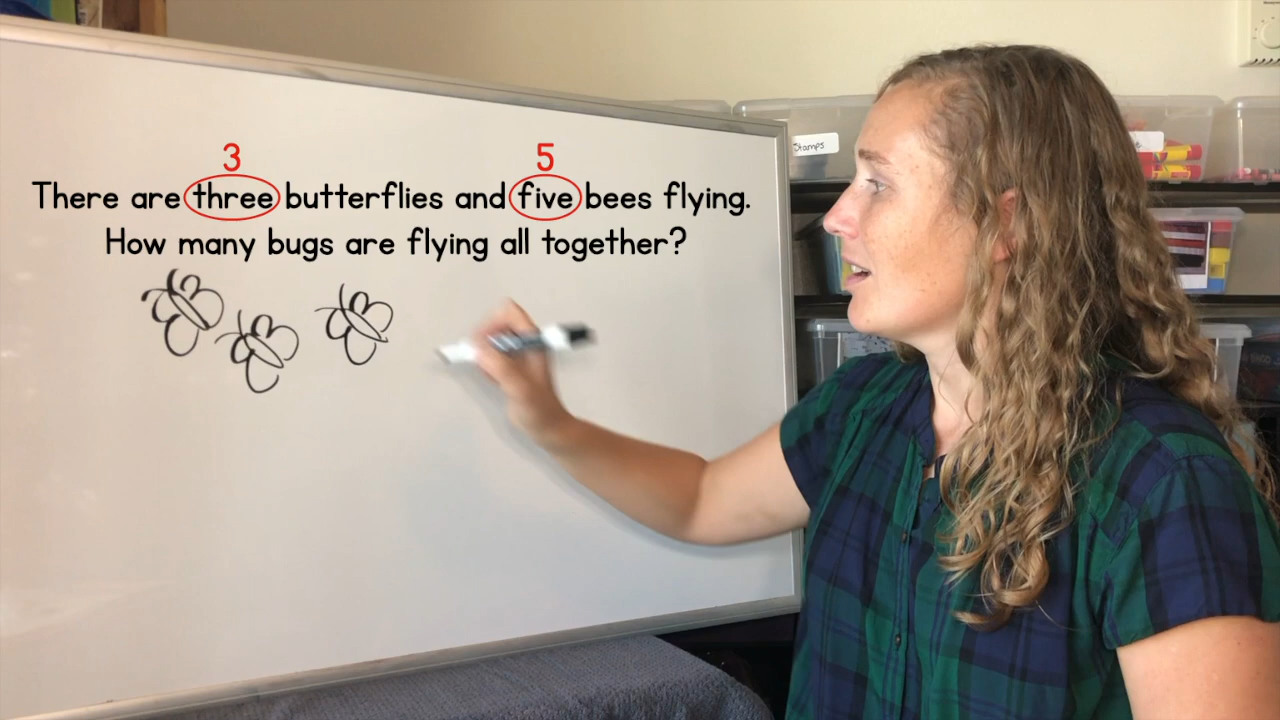 3 5
There are three butterflies and five bees flying.
How many bugs are flying all together?
Stamps